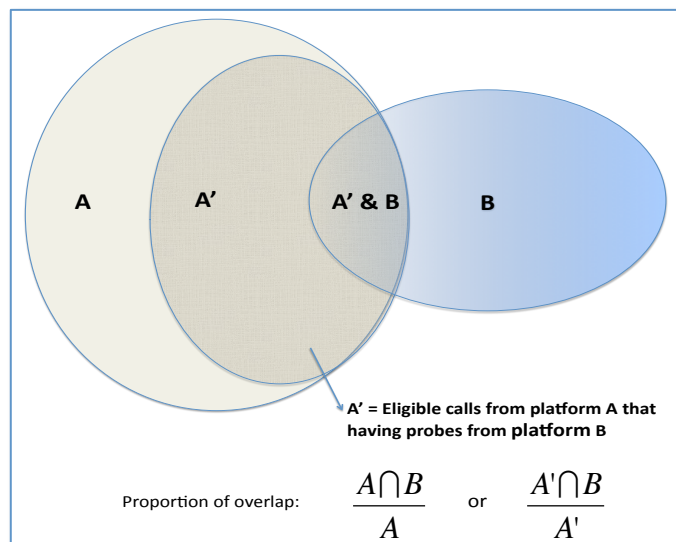 A
A’
A’ & B
B
A’ = Eligible calls from platform A that
having probes from platform B
Proportion of overlap: A⋂B / A or A'⋂B / A'